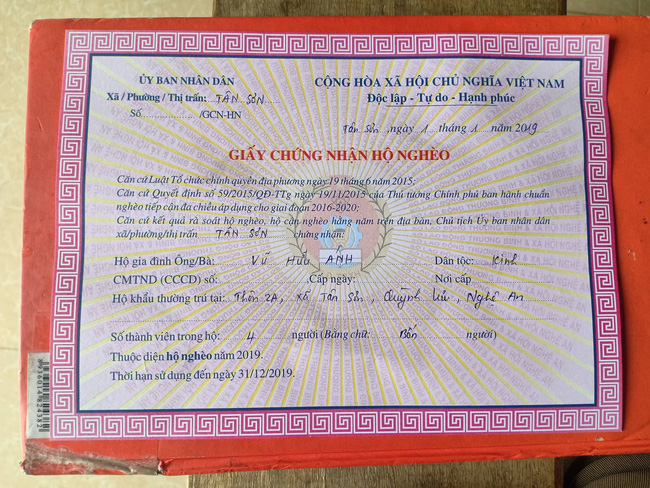 ỦY BAN NHÂN DÂN
CỘNG HÒA XÃ HỘI CHỦ NGHĨA VIỆT NAM
Xã / Phường / Thị trấn: TÂN SƠN
Độc lập - Tự do - Hạnh phúc
Số............/GCN-HN
Tân Sơn, ngày 1 tháng 1 năm 2019
GIẤY CHỨNG NHẬN HỘ NGHÈO
Căn cứ Luật Tổ chức chính quyền địa phương ngày 19 tháng 6 năm 2015;
Căn cứ Quyết định số 59/2015/QĐ-TTg ngày 19/11/2015 của Thủ tướng Chính phủ ban hành chuẩn
nghèo tiếp cận đa chiều áp dụng cho giai đoạn 2016-2020;
Căn cứ kết quả rà soát hộ nghèo, hộ cận nghèo hằng năm trên địa bàn, Chủ tịch Ủy ban nhân dân
xã/phường/thị trấn TÂN SƠN chứng nhận:
Hộ gia đình Ông/Bà: Vũ Hữu ÁNH Dân tộc: Kinh
CMTND (CCCD) số: Cấp ngày: Nơi cấp
Hộ khẩu thường trú tại: Thôn 2A, xã Tân Sơn, Quỳnh Lưu, Nghệ An
Số thành viên trong hộ: 4 người (Bằng chữ: Bốn người)
Thuộc diện hộ nghèo năm 2019.
Thời hạn sử dụng đến ngày 31/12/2019.